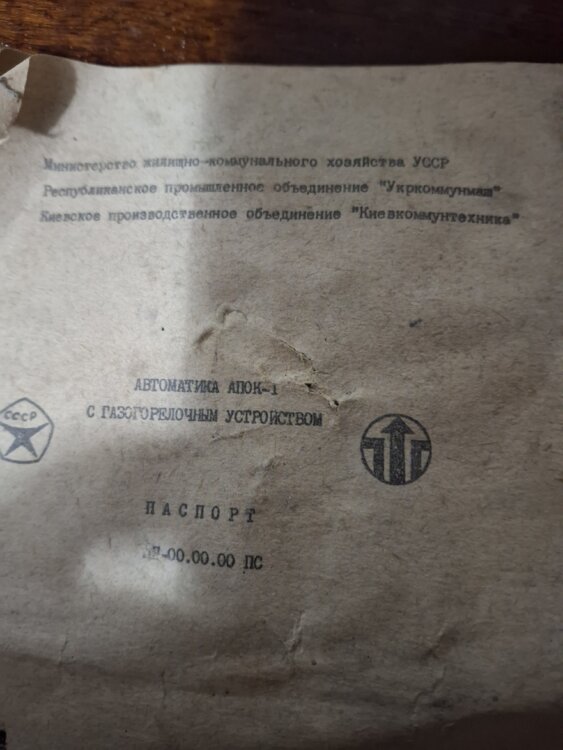 Министерство жилищно-коммунального хозяйства УССР
Республиканское промышленное объединение "Укркоммунмаш"
Киевское производственное объединение "Киевкоммунтехника"
АВТОМАТИКА АПОК-1
С ГАЗОГОРЕЛОЧНЫМ УСТРОЙСТВОМ
СССР
ПАСПОРТ
-00.00.00 ПС